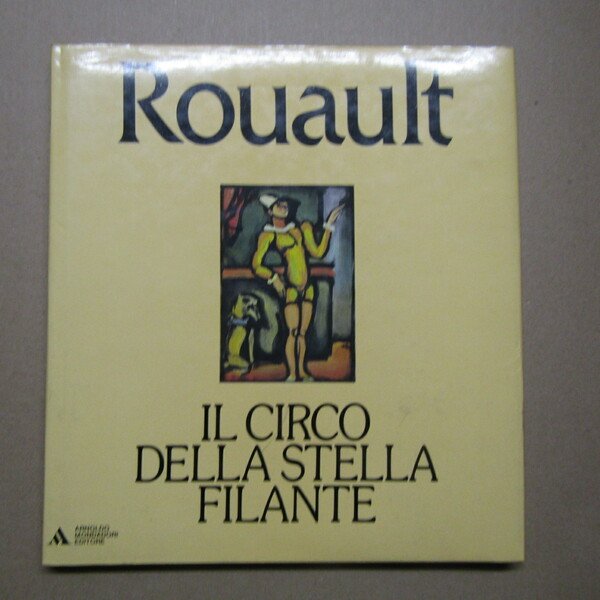 Rouault
IL CIRCO
DELLA STELLA
FILANTE
ARNOLDO
MONDADORI
EDITORE